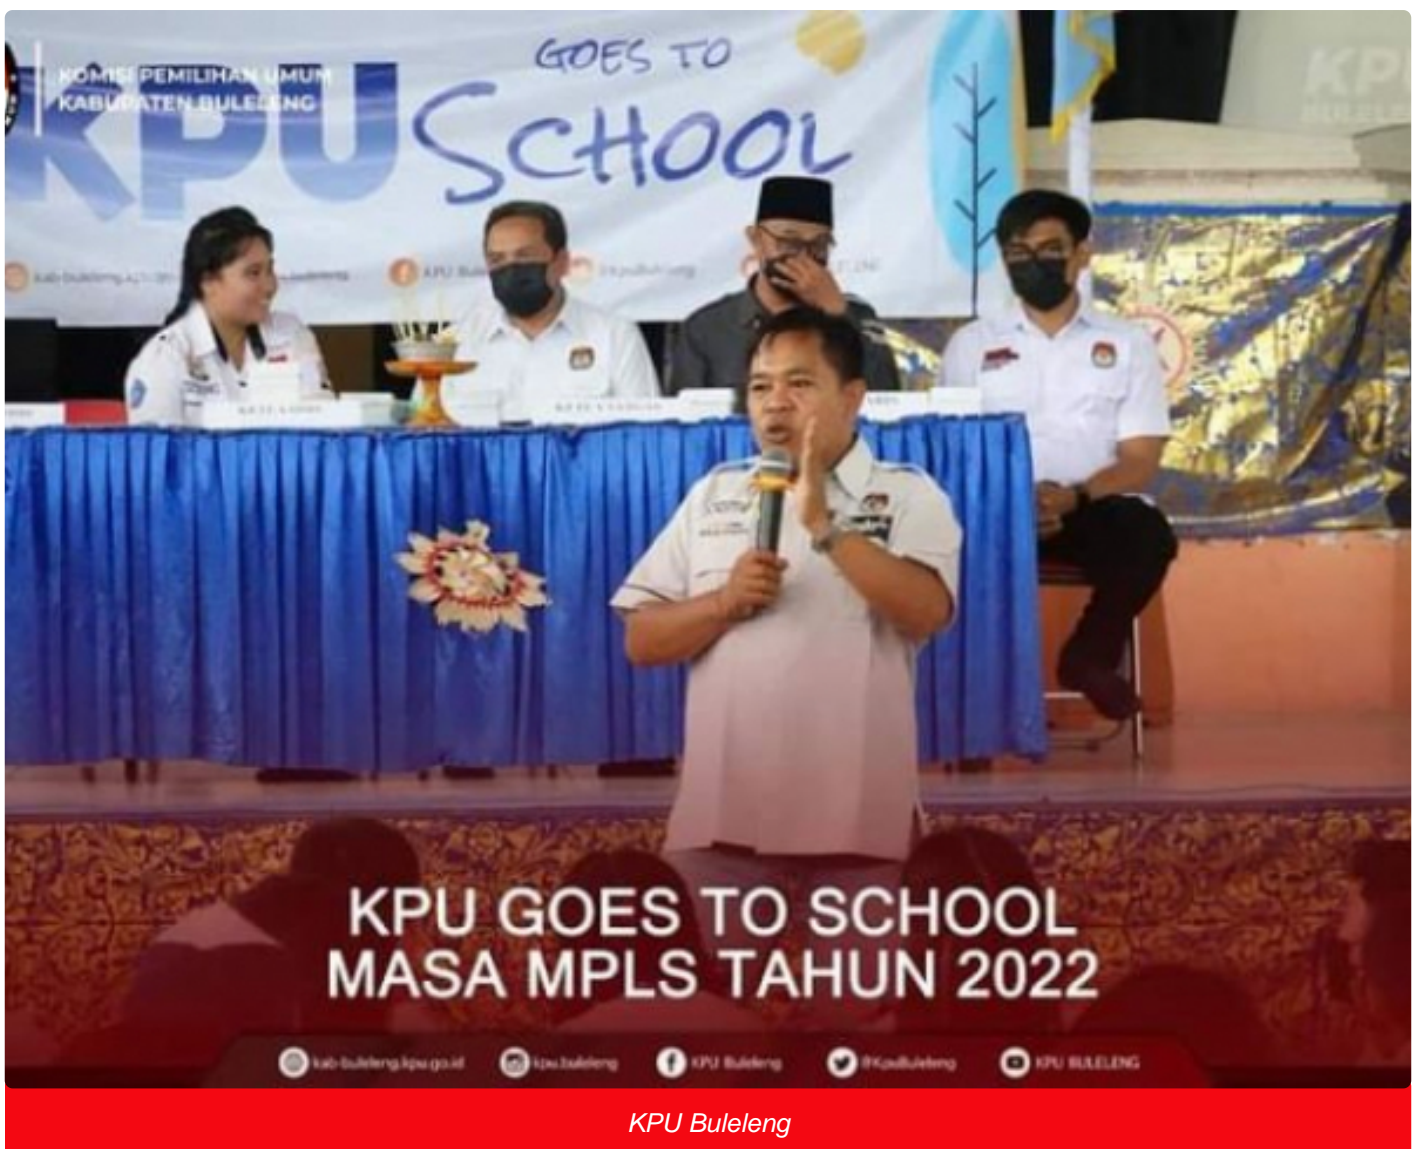 KOMISI PEMILIHAN UMUM
KABUPATEN BULELENG
KPU
GOES TO
SCHOOL
KPU GOES TO SCHOOL
MASA MPLS TAHUN 2022
kab-buleleng.kpu.go.id
kpu.buleleng
KPU Buleleng
@KpuBuleleng
KPU BULELENG
KPU Buleleng